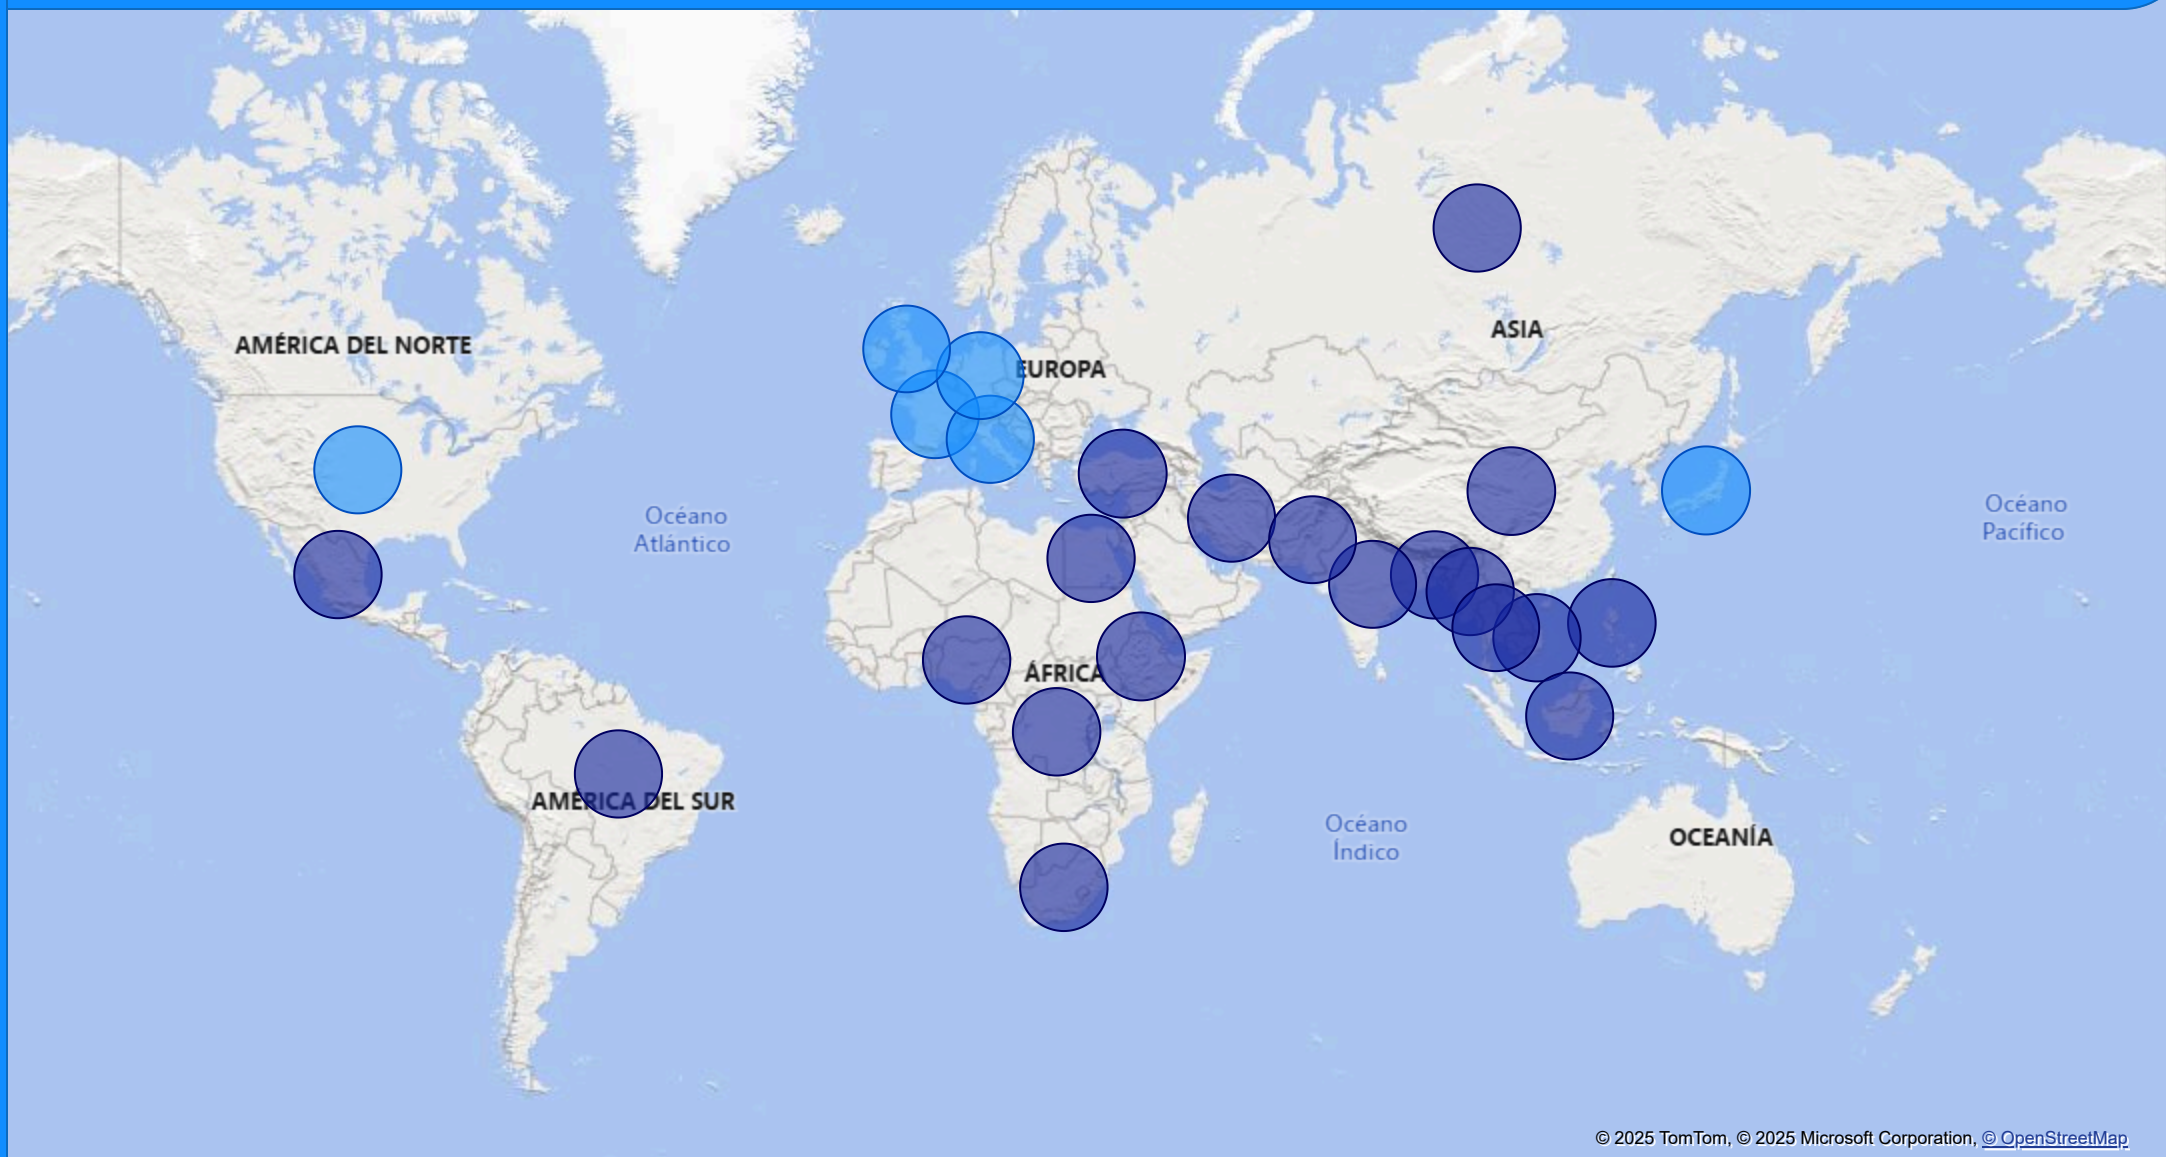 AMÉRICA DEL NORTE
EUROPA
ASIA
Océano
Atlántico
Océano
Pacífico
ÁFRICA
AMÉRICA DEL SUR
Océano
Índico
OCEANÍA
© 2025 TomTom, © 2025 Microsoft Corporation, © OpenStreetMap